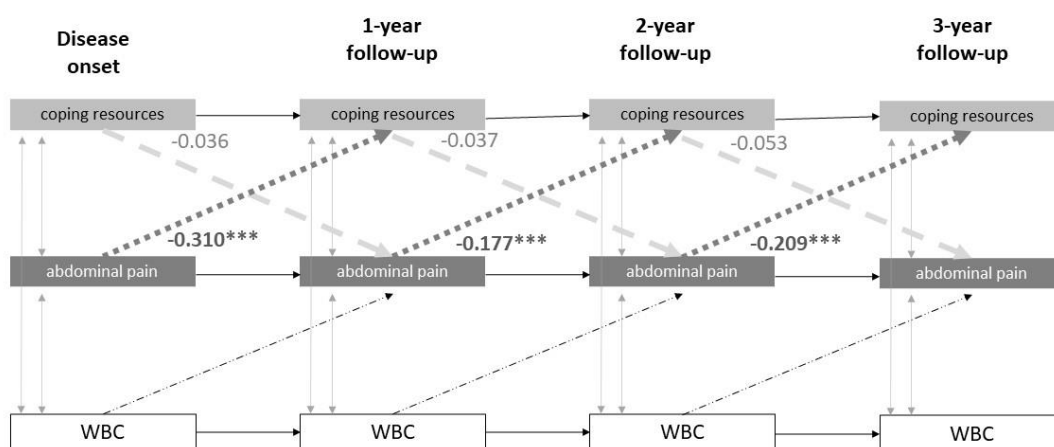 Disease
onset
1-year
follow-up
2-year
follow-up
3-year
follow-up
coping resources
coping resources
coping resources
coping resources
-0.036
-0.037
-0.053
-0.310***
-0.177***
-0.209***
abdominal pain
abdominal pain
abdominal pain
abdominal pain
WBC
WBC
WBC
WBC